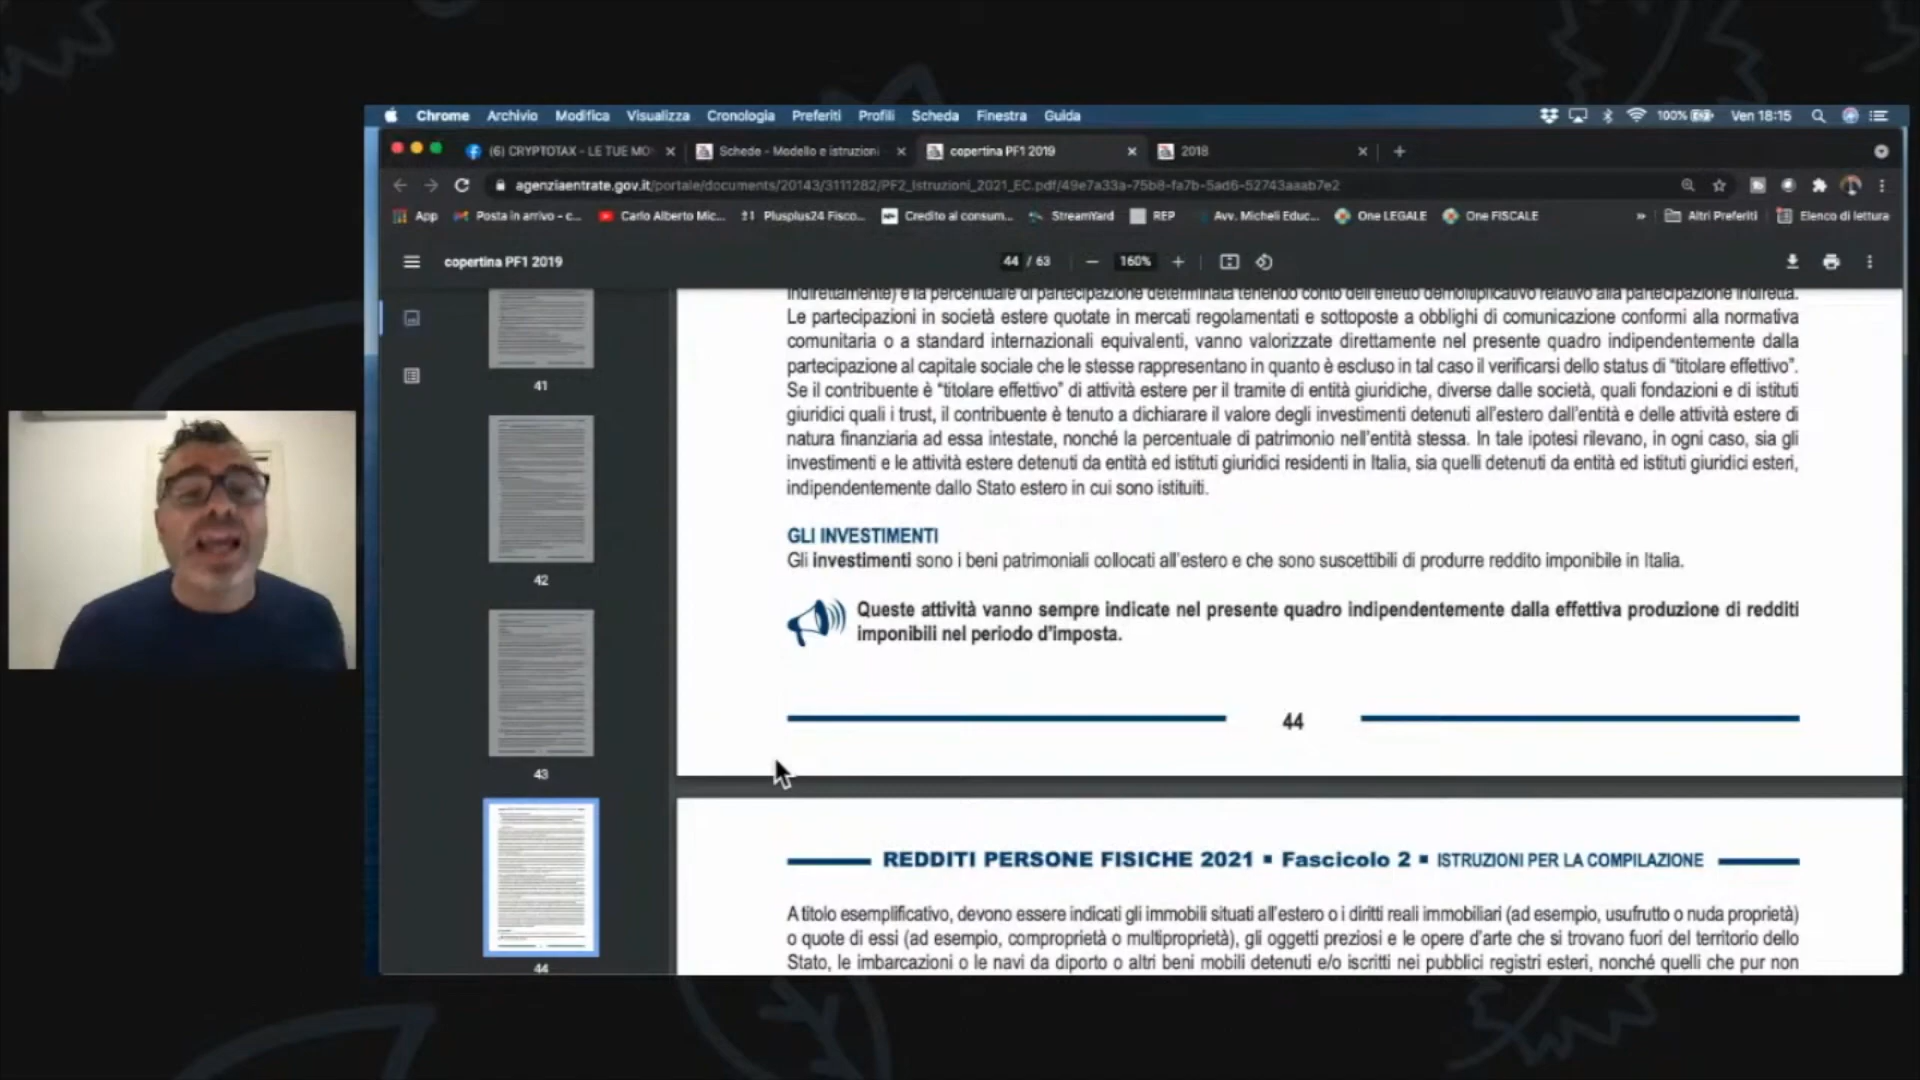 Chrome Archivio Modifica Visualizza Cronologia Preferiti Profili Scheda Finestra Guida 100% Ven 18:15
(6) CRYPTOTAX - LE TUE MO
Schede - Modello e istruzioni
copertina PF1 2019
2018
agenziaentrate.gov.it/portale/documents/20143/3111282/PF2_Istruzioni_2021_EC.pdf/49e7a33a-75b8-fa7b-5ad6-52743aaab7e2
App Posta in arrivo - c... Carlo Alberto Mic... Plusplus24 Fisco... Credito al consum... StreamYard REP Avv. Micheli Educ... One LEGALE One FISCALE » Altri Preferiti Elenco di lettura
copertina PF1 2019 44 / 63 160%
41
42
43
44
indirettamente) e la percentuale di partecipazione determinata tenendo conto dell'effetto demoltiplicativo relativo alla partecipazione indiretta.
Le partecipazioni in società estere quotate in mercati regolamentati e sottoposte a obblighi di comunicazione conformi alla normativa
comunitaria o a standard internazionali equivalenti, vanno valorizzate direttamente nel presente quadro indipendentemente dalla
partecipazione al capitale sociale che le stesse rappresentano in quanto è escluso in tal caso il verificarsi dello status di "titolare effettivo".
Se il contribuente è "titolare effettivo" di attività estere per il tramite di entità giuridiche, diverse dalle società, quali fondazioni e di istituti
giuridici quali i trust, il contribuente è tenuto a dichiarare il valore degli investimenti detenuti all'estero dall'entità e delle attività estere di
natura finanziaria ad essa intestate, nonché la percentuale di patrimonio nell'entità stessa. In tale ipotesi rilevano, in ogni caso, sia gli
investimenti e le attività estere detenuti da entità ed istituti giuridici residenti in Italia, sia quelli detenuti da entità ed istituti giuridici esteri,
indipendentemente dallo Stato estero in cui sono istituiti.
GLI INVESTIMENTI
Gli investimenti sono i beni patrimoniali collocati all'estero e che sono suscettibili di produrre reddito imponibile in Italia.
Queste attività vanno sempre indicate nel presente quadro indipendentemente dalla effettiva produzione di redditi
imponibili nel periodo d'imposta.
44
REDDITI PERSONE FISICHE 2021 ▪ Fascicolo 2 ▪ ISTRUZIONI PER LA COMPILAZIONE
A titolo esemplificativo, devono essere indicati gli immobili situati all'estero o i diritti reali immobiliari (ad esempio, usufrutto o nuda proprietà)
o quote di essi (ad esempio, comproprietà o multiproprietà), gli oggetti preziosi e le opere d'arte che si trovano fuori del territorio dello
Stato, le imbarcazioni o le navi da diporto o altri beni mobili detenuti e/o iscritti nei pubblici registri esteri, nonché quelli che pur non